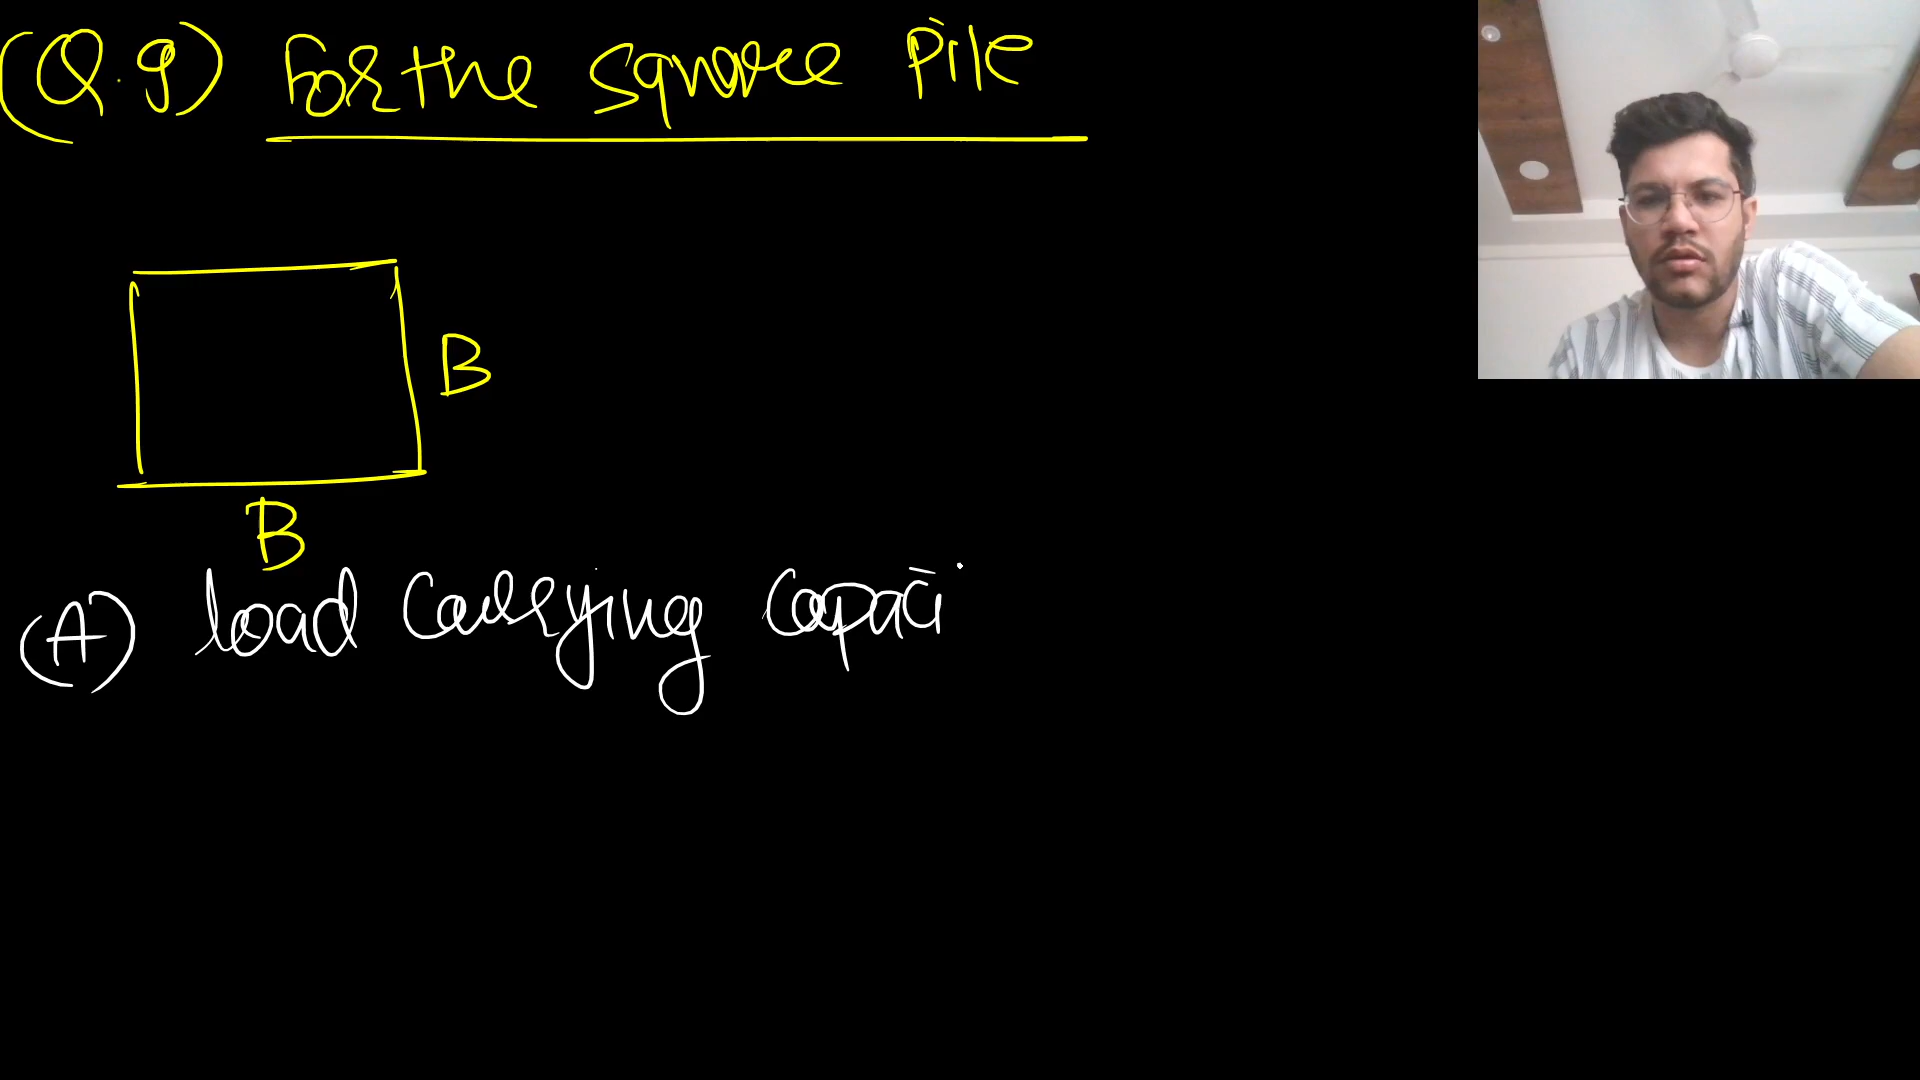 (Q.9) For the square Pile
B
B
(A) load carrying capaci